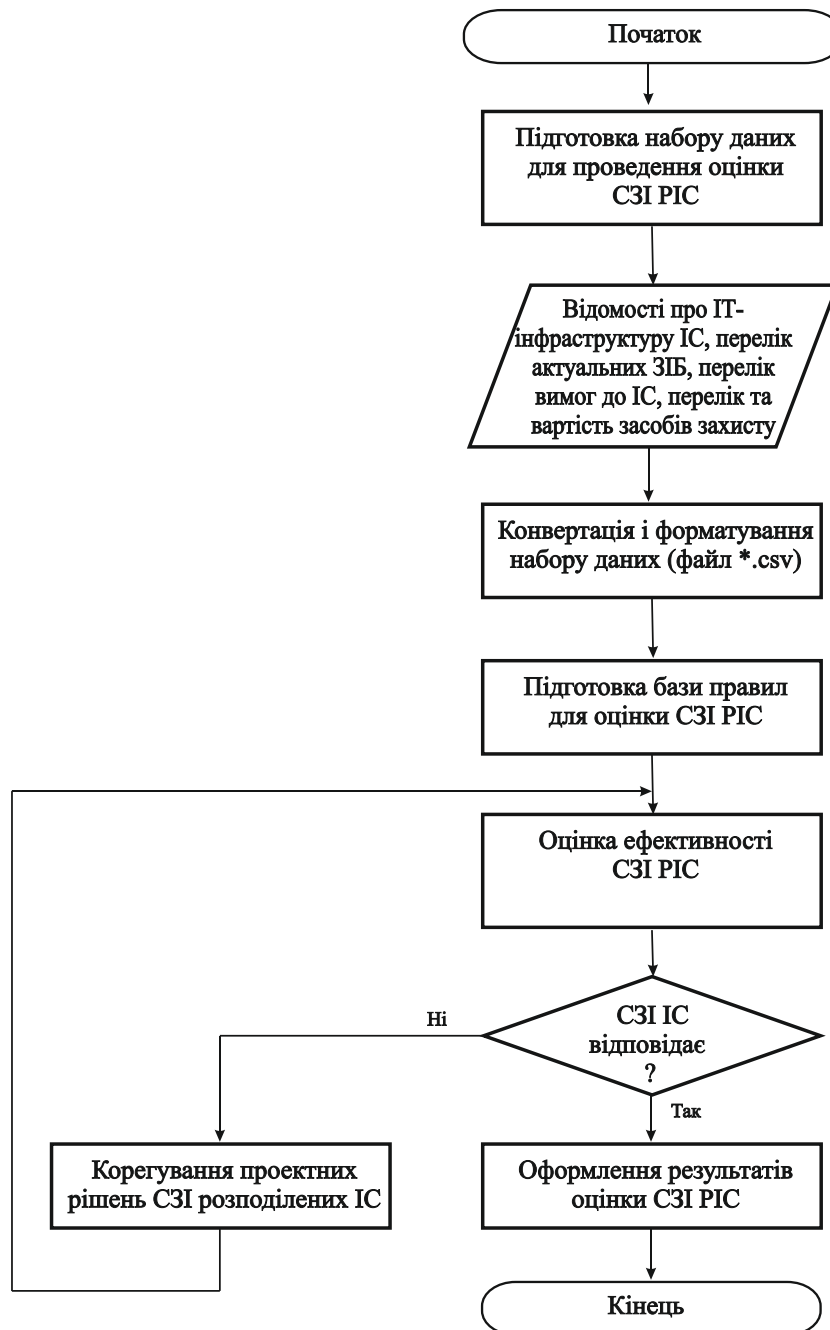 Початок
Підготовка набору даних
для проведення оцінки
СЗІ РІС
Відомості про ІТ-
інфраструктуру ІС, перелік
актуальних ЗІБ, перелік
вимог до ІС, перелік та
вартість засобів захисту
Конвертація і форматування
набору даних (файл *.csv)
Підготовка бази правил
для оцінки СЗІ РІС
Оцінка ефективності
СЗІ РІС
СЗІ ІС
відповідає
?
Ні
Так
Корегування проектних
рішень СЗІ розподілених ІС
Оформлення результатів
оцінки СЗІ РІС
Кінець